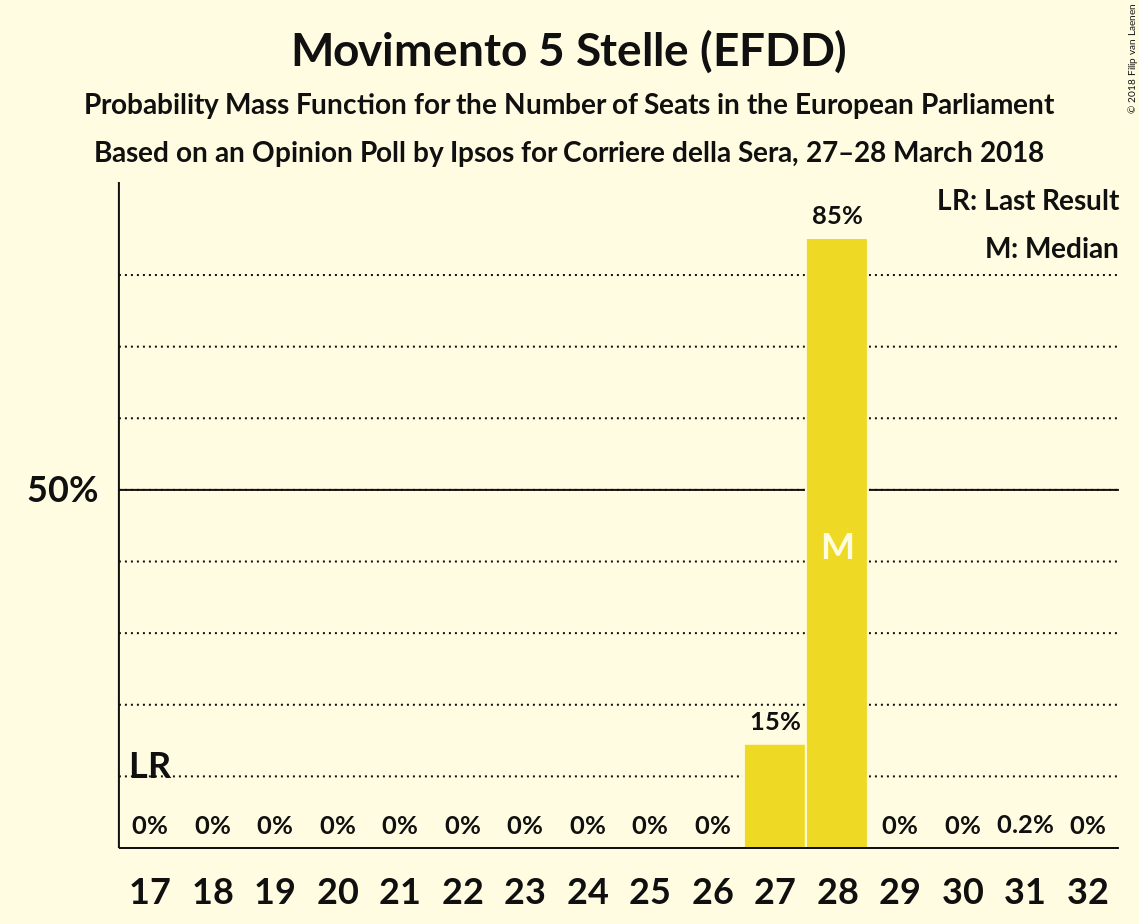 Movimento 5 Stelle (EFDD)
Probability Mass Function for the Number of Seats in the European Parliament
Based on an Opinion Poll by Ipsos for Corriere della Sera, 27–28 March 2018
© 2018 Filip van Laenen
LR: Last Result
M: Median
85%
50%
M
15%
LR
0% 0% 0% 0% 0% 0% 0% 0% 0% 0% 0% 0% 0.2% 0%
17 18 19 20 21 22 23 24 25 26 27 28 29 30 31 32